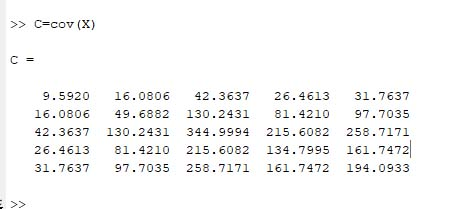 >> C=cov(X)
C =
9.5920 16.0806 42.3637 26.4613 31.7637
16.0806 49.6882 130.2431 81.4210 97.7035
42.3637 130.2431 344.9994 215.6082 258.7171
26.4613 81.4210 215.6082 134.7995 161.7472
31.7637 97.7035 258.7171 161.7472 194.0933
>>